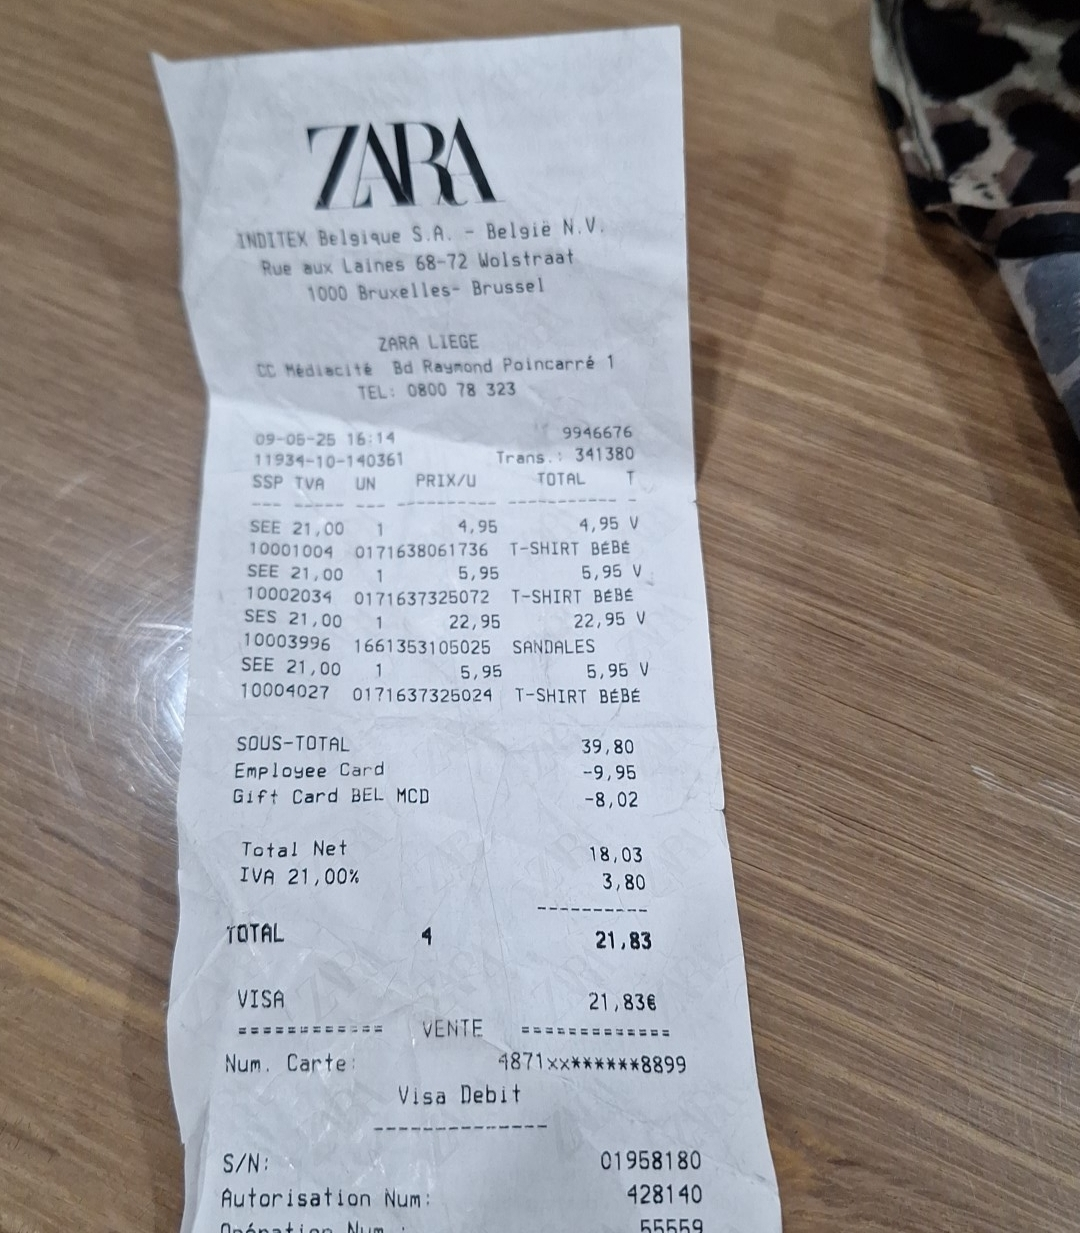 ZARA
INDITEX Belgique S.A. - België N.V.
Rue aux Laines 68-72 Wolstraat
1000 Bruxelles- Brussel
ZARA LIEGE
CC Médiacité Bd Raymond Poincarré 1
TEL: 0800 78 323
09-05-25 16:14 9946676
11934-10-140361 Trans.: 341380
SSP TVA UN PRIX/U TOTAL T
--- ----- --- ---------- ----------- -
SEE 21,00 1 4,95 4,95 V
10001004 0171638061736 T-SHIRT BÉBÉ
SEE 21,00 1 5,95 5,95 V
10002034 0171637325072 T-SHIRT BÉBÉ
SES 21,00 1 22,95 22,95 V
10003996 1661353105025 SANDALES
SEE 21,00 1 5,95 5,95 V
10004027 0171637325024 T-SHIRT BÉBÉ
SOUS-TOTAL 39,80
Employee Card -9,95
Gift Card BEL MCD -8,02
Total Net 18,03
IVA 21,00% 3,80
----------
TOTAL 4 21,83
VISA 21,83€
============ VENTE ============
Num. Carte: 4871xx******8899
Visa Debit
--------------
S/N: 01958180
Autorisation Num: 428140
Opération Num.: 55559